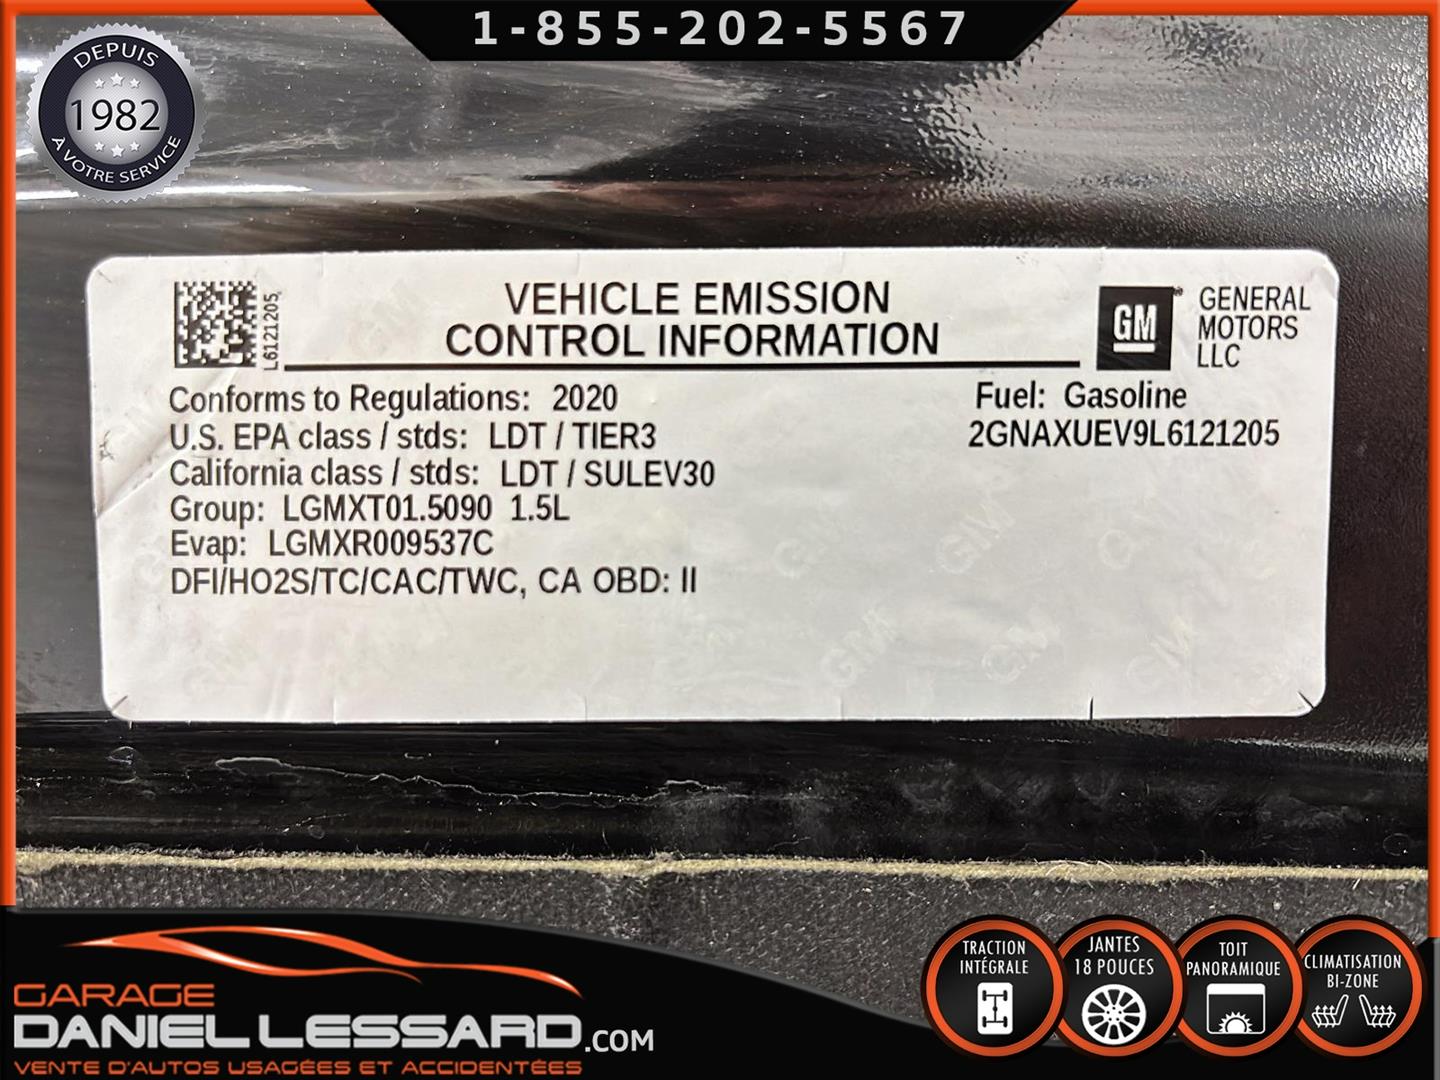 1-855-202-5567
DEPUIS
1982
À VOTRE SERVICE
L6121205
VEHICLE EMISSION
CONTROL INFORMATION
GM
GENERAL
MOTORS
LLC
Conforms to Regulations: 2020
U.S. EPA class / stds: LDT / TIER3
California class / stds: LDT / SULEV30
Group: LGMXT01.5090 1.5L
Evap: LGMXR009537C
DFI/HO2S/TC/CAC/TWC, CA OBD: II
Fuel: Gasoline
2GNAXUEV9L6121205
GARAGE
DANIEL LESSARD.COM
VENTE D'AUTOS USAGÉES ET ACCIDENTÉES
TRACTION
INTÉGRALE
JANTES
18 POUCES
TOIT
PANORAMIQUE
CLIMATISATION
BI-ZONE